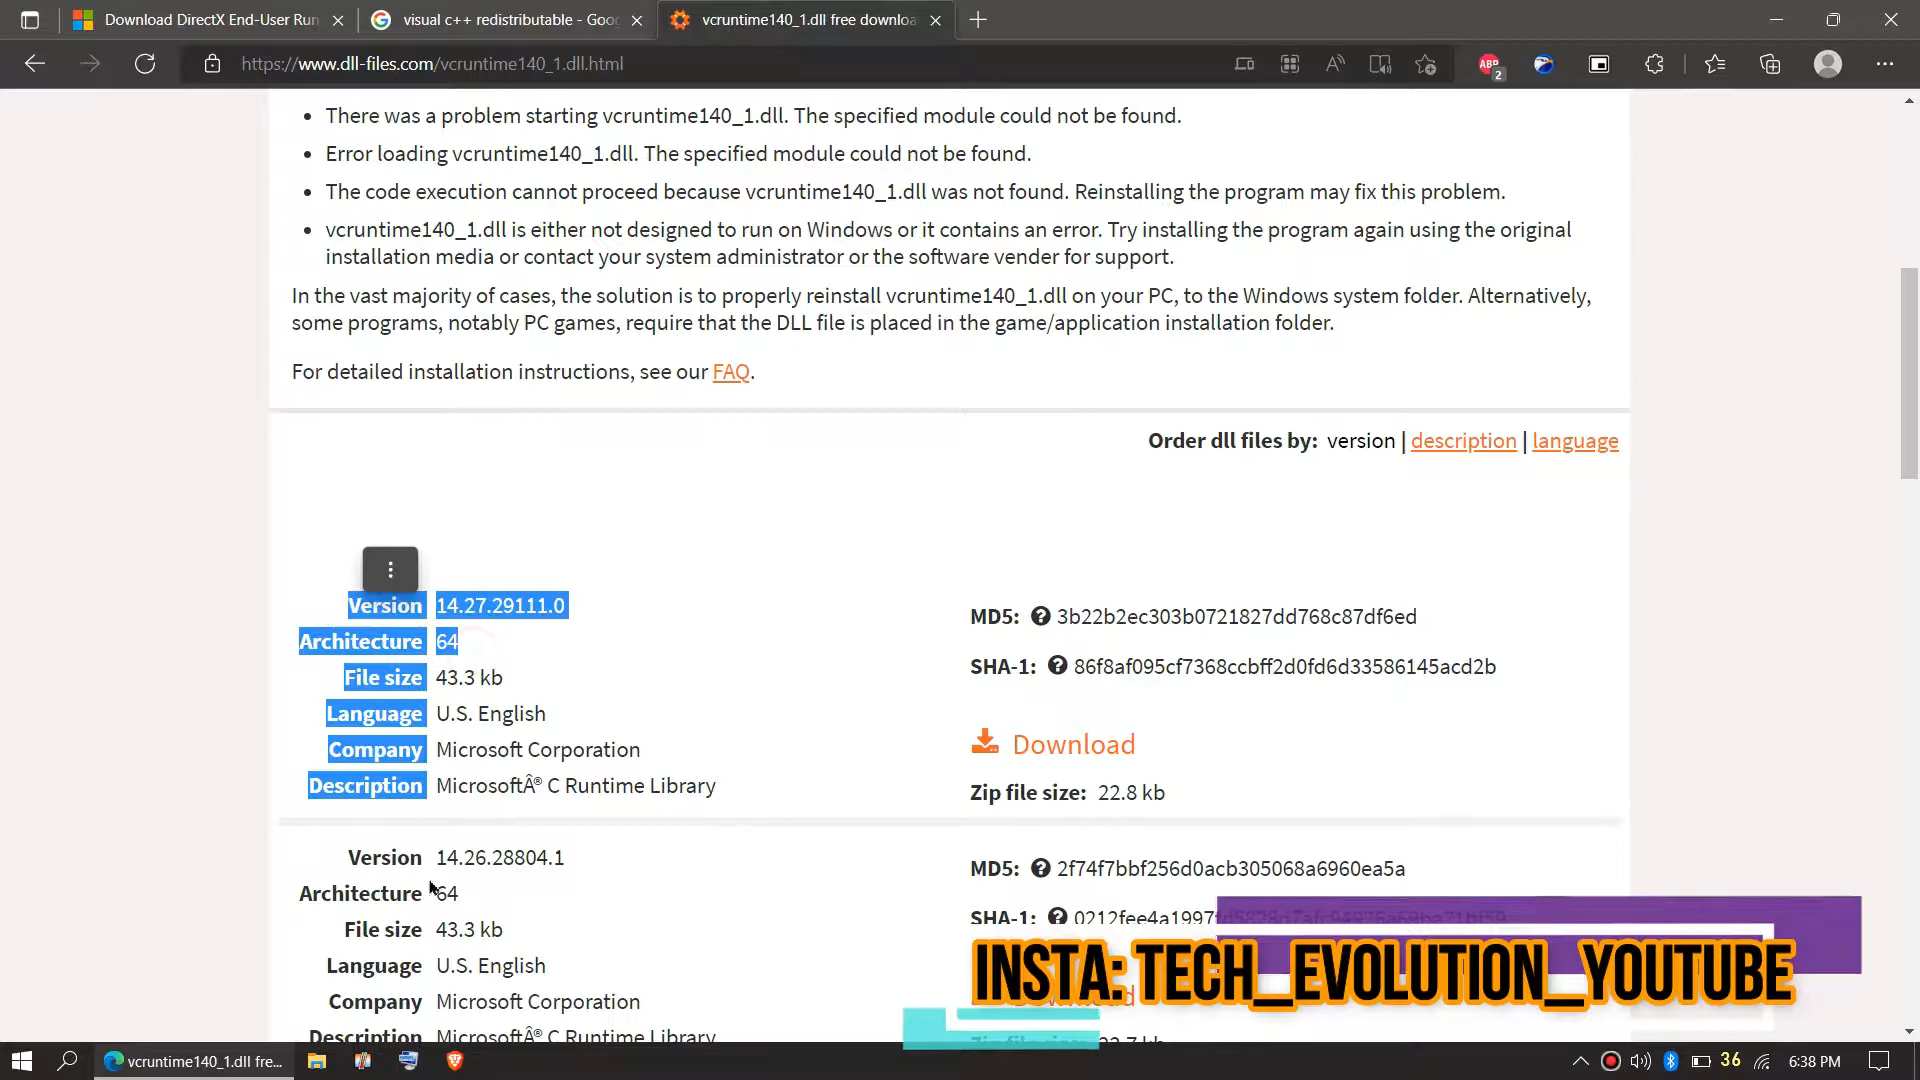 Download DirectX End-User Run
visual c++ redistributable - Goo
vcruntime140_1.dll free downloa
https://www.dll-files.com/vcruntime140_1.dll.html
ABP
2
There was a problem starting vcruntime140_1.dll. The specified module could not be found.
Error loading vcruntime140_1.dll. The specified module could not be found.
The code execution cannot proceed because vcruntime140_1.dll was not found. Reinstalling the program may fix this problem.
vcruntime140_1.dll is either not designed to run on Windows or it contains an error. Try installing the program again using the original
installation media or contact your system administrator or the software vender for support.
In the vast majority of cases, the solution is to properly reinstall vcruntime140_1.dll on your PC, to the Windows system folder. Alternatively,
some programs, notably PC games, require that the DLL file is placed in the game/application installation folder.
For detailed installation instructions, see our FAQ.
Order dll files by: version | description | language
Version 14.27.29111.0
Architecture 64
File size 43.3 kb
Language U.S. English
Company Microsoft Corporation
Description MicrosoftÂ® C Runtime Library
MD5: 3b22b2ec303b0721827dd768c87df6ed
SHA-1: 86f8af095cf7368ccbff2d0fd6d33586145acd2b
Download
Zip file size: 22.8 kb
Version 14.26.28804.1
Architecture 64
File size 43.3 kb
Language U.S. English
Company Microsoft Corporation
Description MicrosoftÂ® C Runtime Library
MD5: 2f74f7bbf256d0acb305068a6960ea5a
SHA-1:
INSTA: TECH_EVOLUTION_YOUTUBE
vcruntime140_1.dll fre...
36
6:38 PM